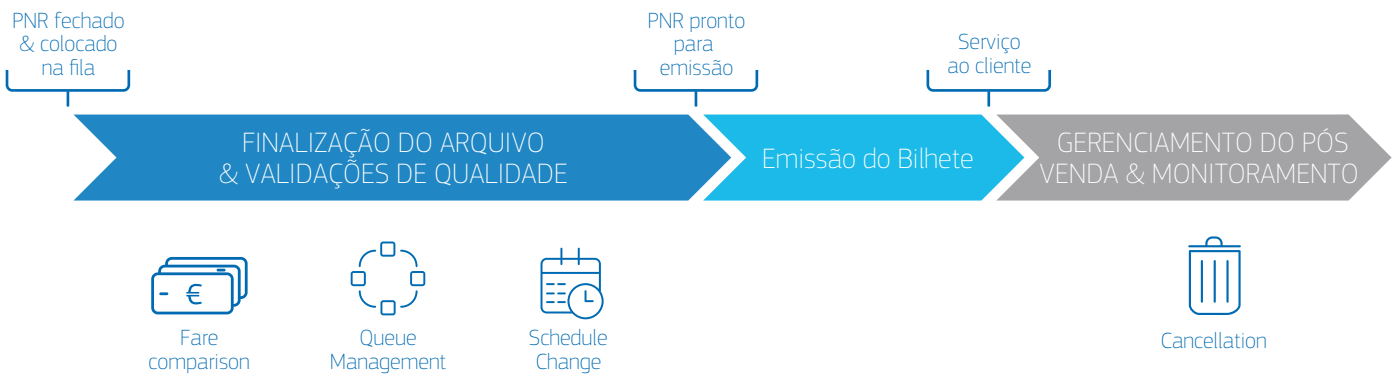 PNR fechado
& colocado
na fila
PNR pronto
para
emissão
Serviço
ao cliente
FINALIZAÇÃO DO ARQUIVO
& VALIDAÇÕES DE QUALIDADE
Emissão do Bilhete
GERENCIAMENTO DO PÓS
VENDA & MONITORAMENTO
€
Fare
comparison
Queue
Management
Schedule
Change
Cancellation